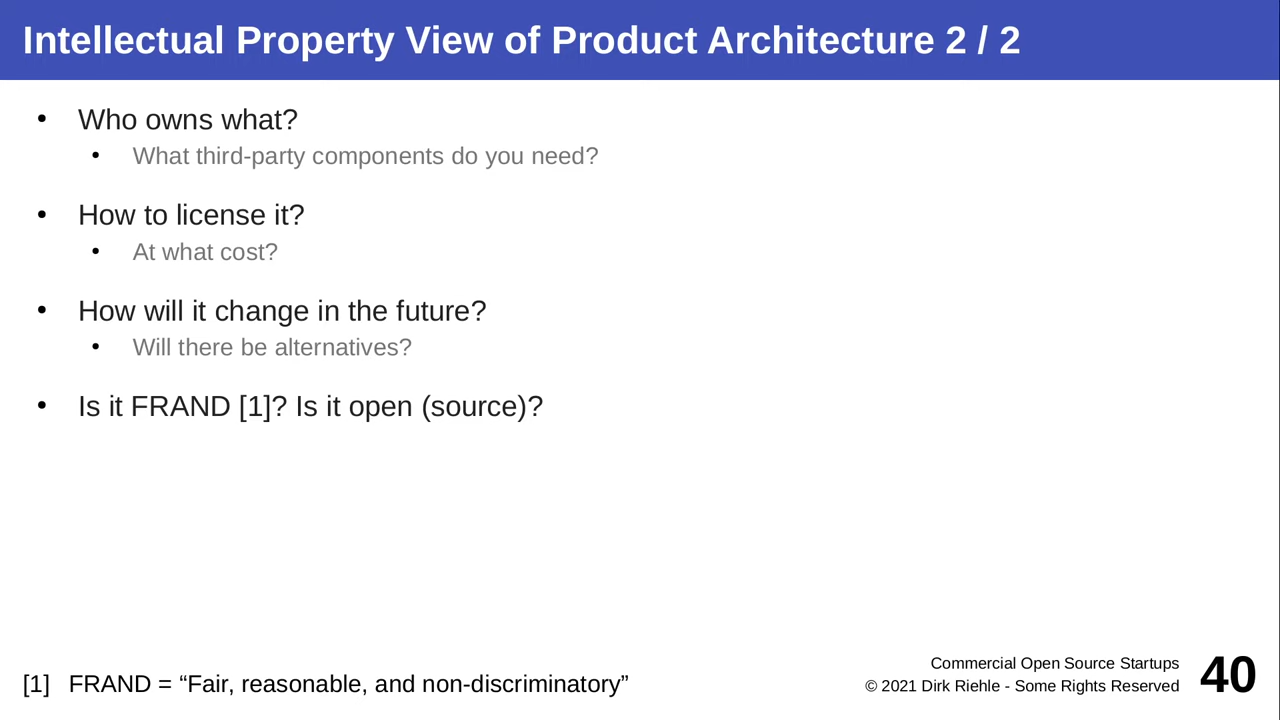 Intellectual Property View of Product Architecture 2 / 2
• Who owns what?
• What third-party components do you need?
• How to license it?
• At what cost?
• How will it change in the future?
• Will there be alternatives?
• Is it FRAND [1]? Is it open (source)?
[1] FRAND = “Fair, reasonable, and non-discriminatory”
Commercial Open Source Startups
© 2021 Dirk Riehle - Some Rights Reserved
40